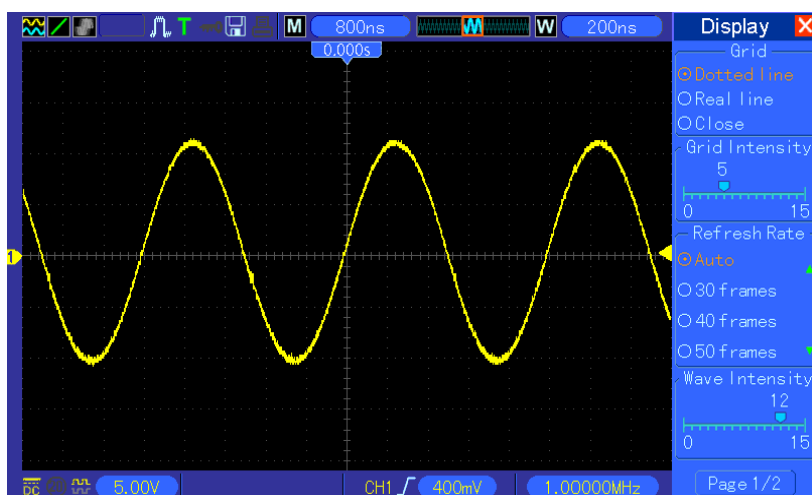 T M 800ns W 200ns Display X
0.000s
Grid
Dotted line
Real line
Close
Grid Intensity
5
0 15
Refresh Rate
Auto
30 frames
40 frames
50 frames
Wave Intensity
12
0 15
1
DC 5.00V CH1 400mV 1.00000MHz Page 1/2